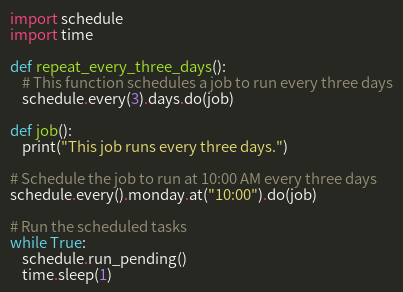 import schedule
import time
def repeat_every_three_days():
# This function schedules a job to run every three days
schedule.every(3).days.do(job)
def job():
print("This job runs every three days.")
# Schedule the job to run at 10:00 AM every three days
schedule.every().monday.at("10:00").do(job)
# Run the scheduled tasks
while True:
schedule.run_pending()
time.sleep(1)